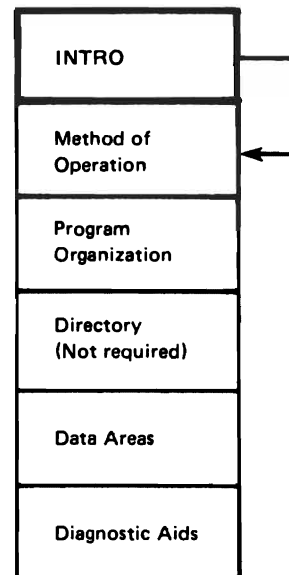 INTRO
Method of
Operation
Program
Organization
Directory
(Not required)
Data Areas
Diagnostic Aids